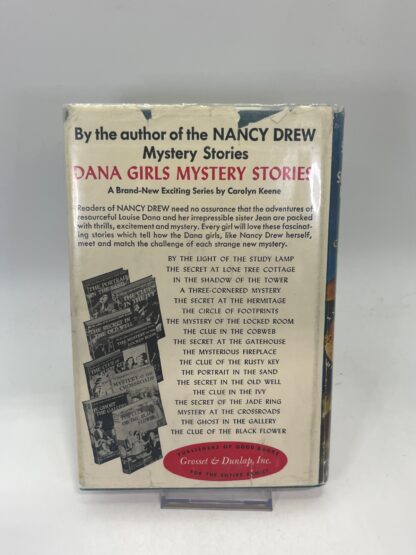 By the author of the NANCY DREW
Mystery Stories
DANA GIRLS MYSTERY STORIES
A Brand-New Exciting Series by Carolyn Keene
Readers of NANCY DREW need no assurance that the adventures of
resourceful Louise Dana and her irrepressible sister Jean are packed
with thrills, excitement and mystery. Every girl will love these fascinat-
ing stories which tell how the Dana girls, like Nancy Drew herself,
meet and match the challenge of each strange new mystery.
BY THE LIGHT OF THE STUDY LAMP
THE SECRET AT LONE TREE COTTAGE
IN THE SHADOW OF THE TOWER
A THREE-CORNERED MYSTERY
THE SECRET AT THE HERMITAGE
THE CIRCLE OF FOOTPRINTS
THE MYSTERY OF THE LOCKED ROOM
THE CLUE IN THE COBWEB
THE SECRET AT THE GATEHOUSE
THE MYSTERIOUS FIREPLACE
THE CLUE OF THE RUSTY KEY
THE PORTRAIT IN THE SAND
THE SECRET IN THE OLD WELL
THE CLUE IN THE IVY
THE SECRET OF THE JADE RING
MYSTERY AT THE CROSSROADS
THE GHOST IN THE GALLERY
THE CLUE OF THE BLACK FLOWER
PUBLISHERS OF GOOD BOOKS
Grosset & Dunlap, Inc.
FOR THE ENTIRE FAMILY